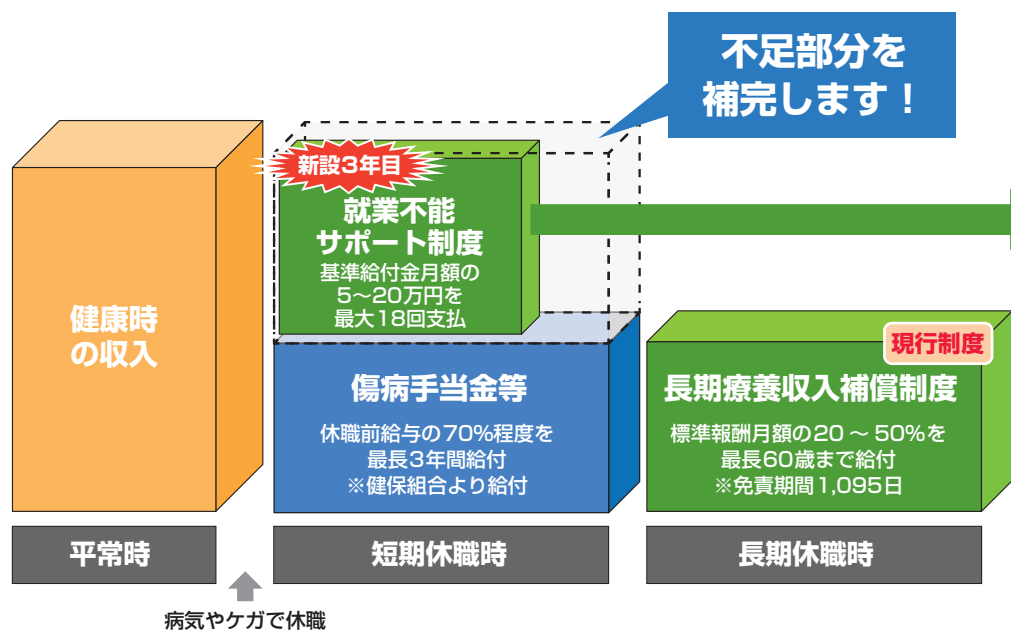 不足部分を
補完します！
新設3年目
就業不能
サポート制度
基準給付金月額の
5～20万円を
最大18回支払
健康時
の収入
傷病手当金等
休職前給与の70%程度を
最長3年間給付
※健保組合より給付
現行制度
長期療養収入補償制度
標準報酬月額の20 ～ 50%を
最長60歳まで給付
※免責期間1,095日
平常時
短期休職時
長期休職時
病気やケガで休職